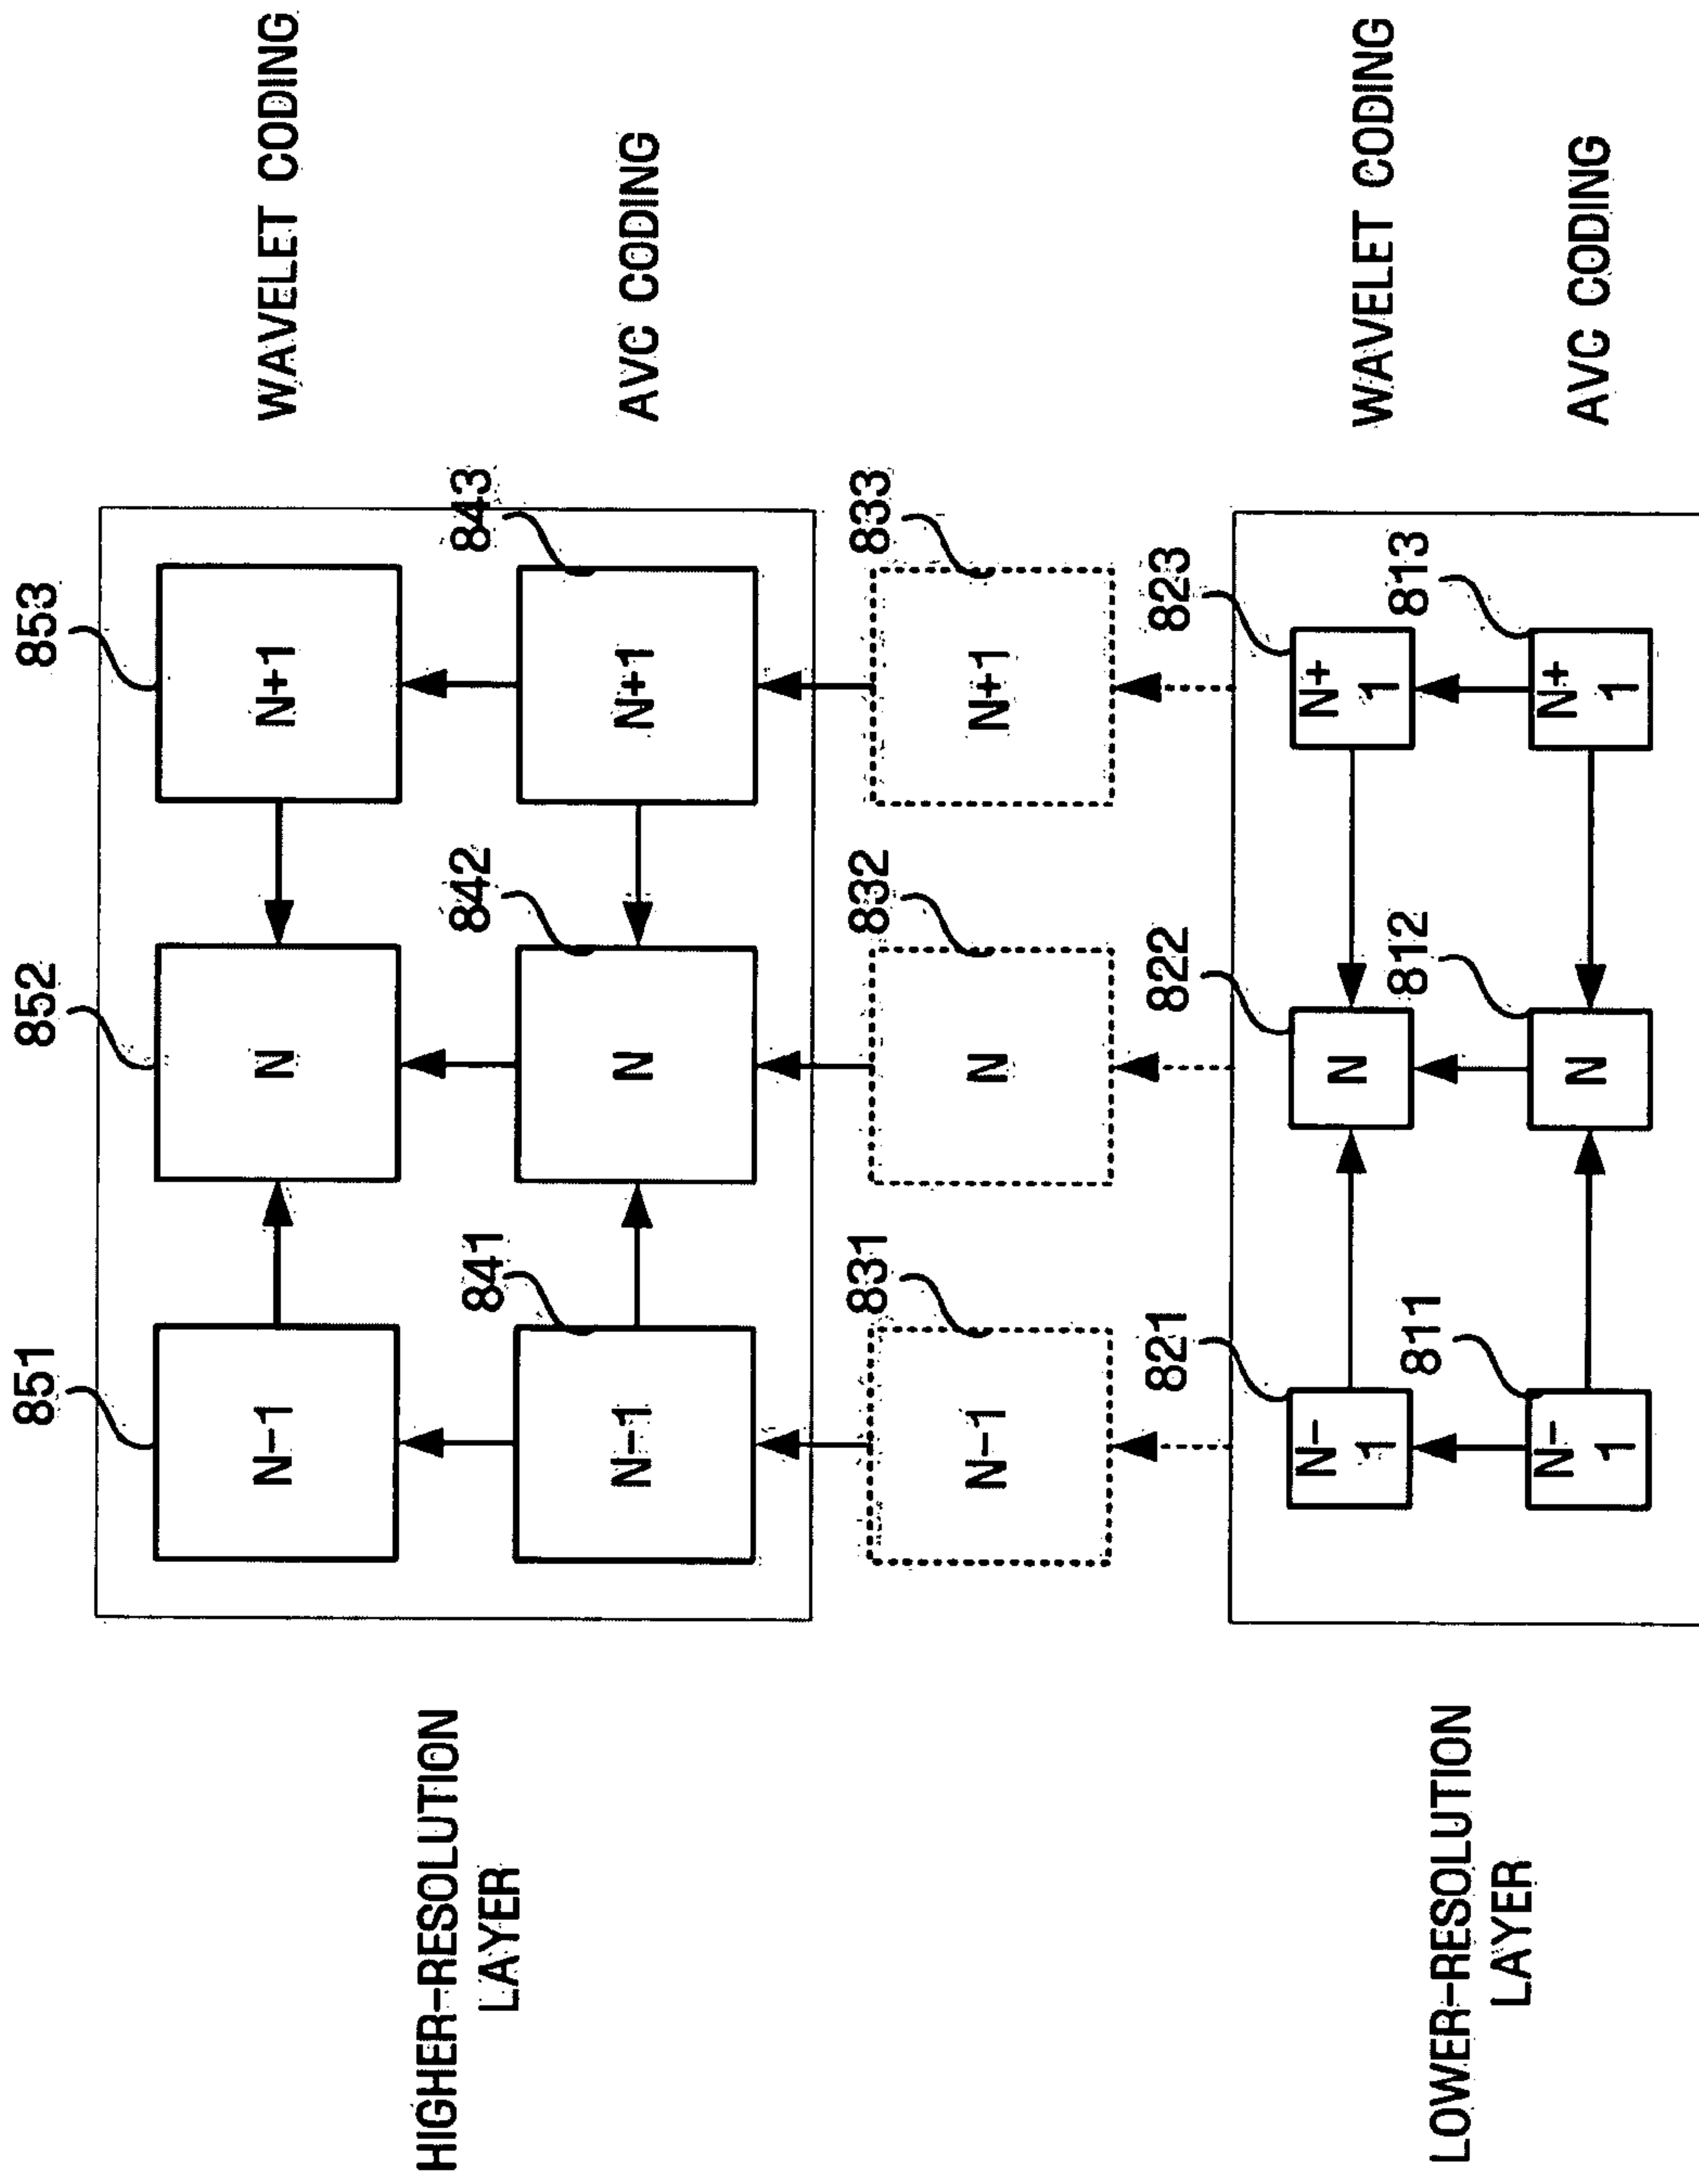 851
852
853
N-1
N
N+1
WAVELET CODING
HIGHER-RESOLUTION
LAYER
841
842
843
N-1
N
N+1
AVC CODING
831
832
833
N-1
N
N+1
821
822
823
N-
1
N
N+
1
WAVELET CODING
LOWER-RESOLUTION
LAYER
811
812
813
N-
1
N
N+
1
AVC CODING